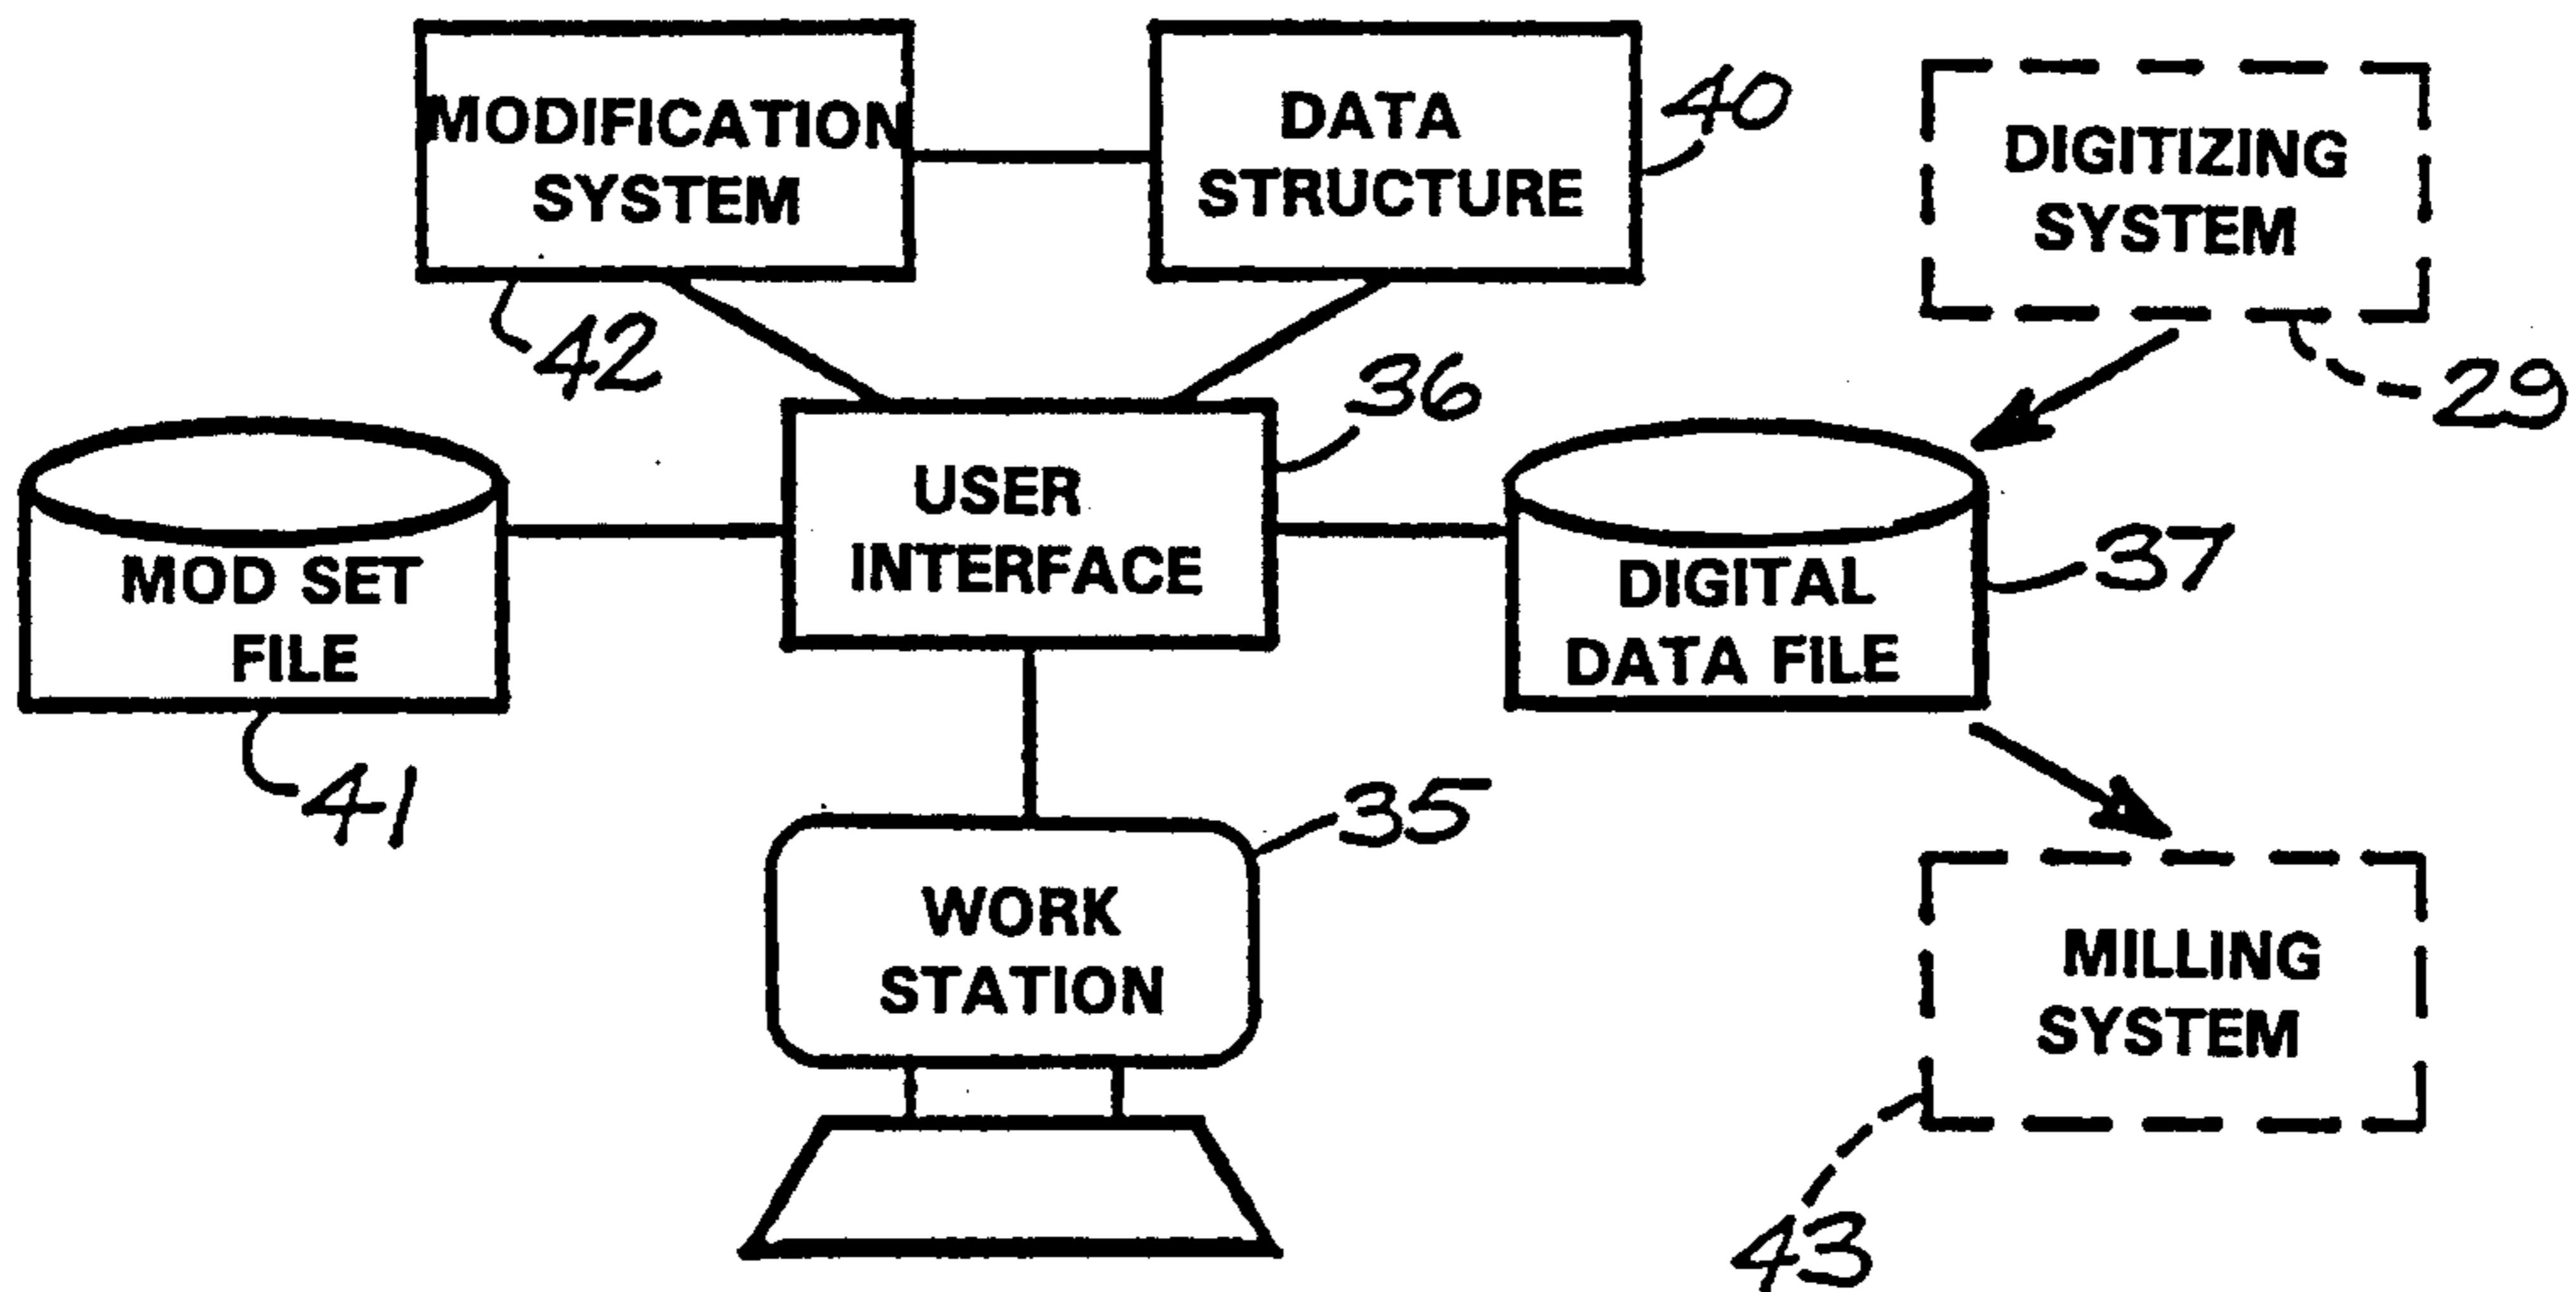 MODIFICATION
SYSTEM
42
DATA
STRUCTURE
40
DIGITIZING
SYSTEM
29
MOD SET
FILE
41
USER
INTERFACE
36
DIGITAL
DATA FILE
37
WORK
STATION
35
MILLING
SYSTEM
43